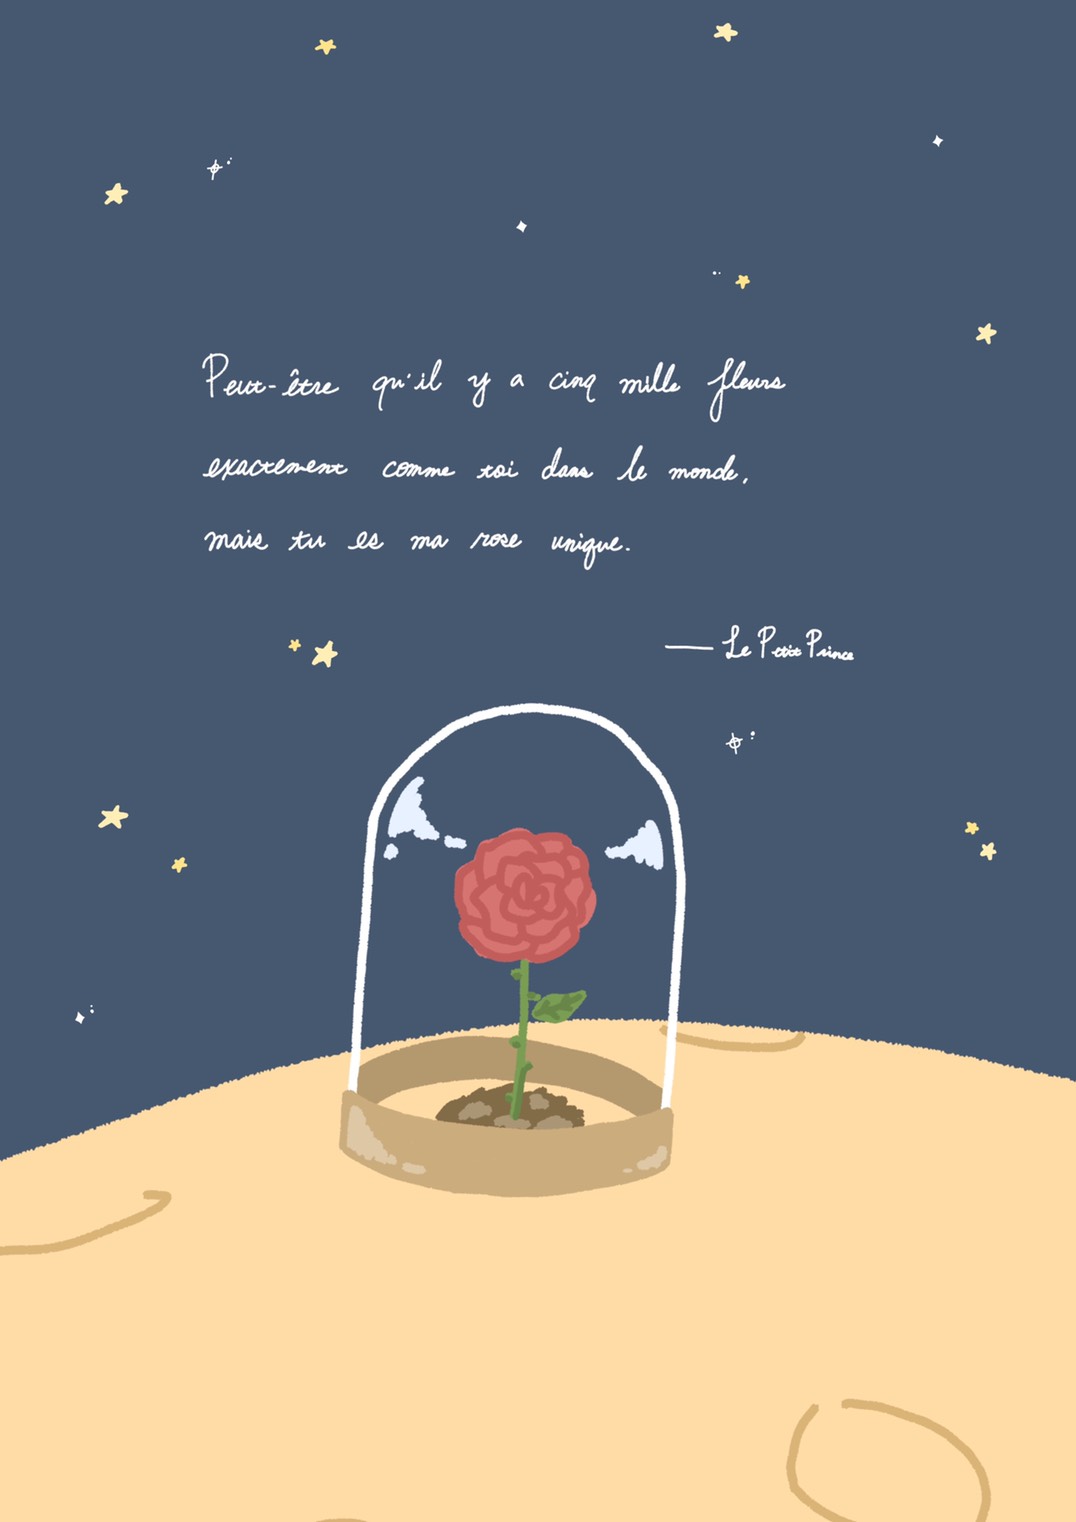 Peut-être qu'il y a cinq mille fleurs
exactement comme toi dans le monde,
mais tu es ma rose unique.
— Le Petit Prince